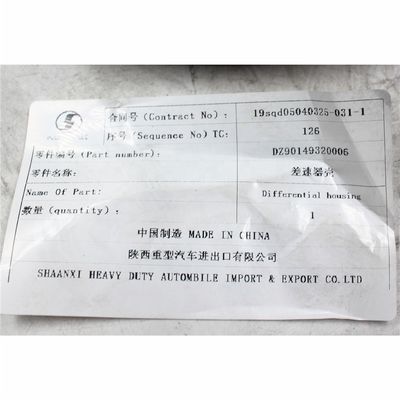 合同号 (Contract No): 19sqd05040325-031-1
序号 (Sequence No) TC: 126
零件编号 (Part number): DZ90149320006
零件名称: 差速器壳
Name Of Part: Differential housing
数量 (quantity): 1
中国制造 MADE IN CHINA
陕西重型汽车进出口有限公司
SHAANXI HEAVY DUTY AUTOMBILE IMPORT & EXPORT CO.LTD